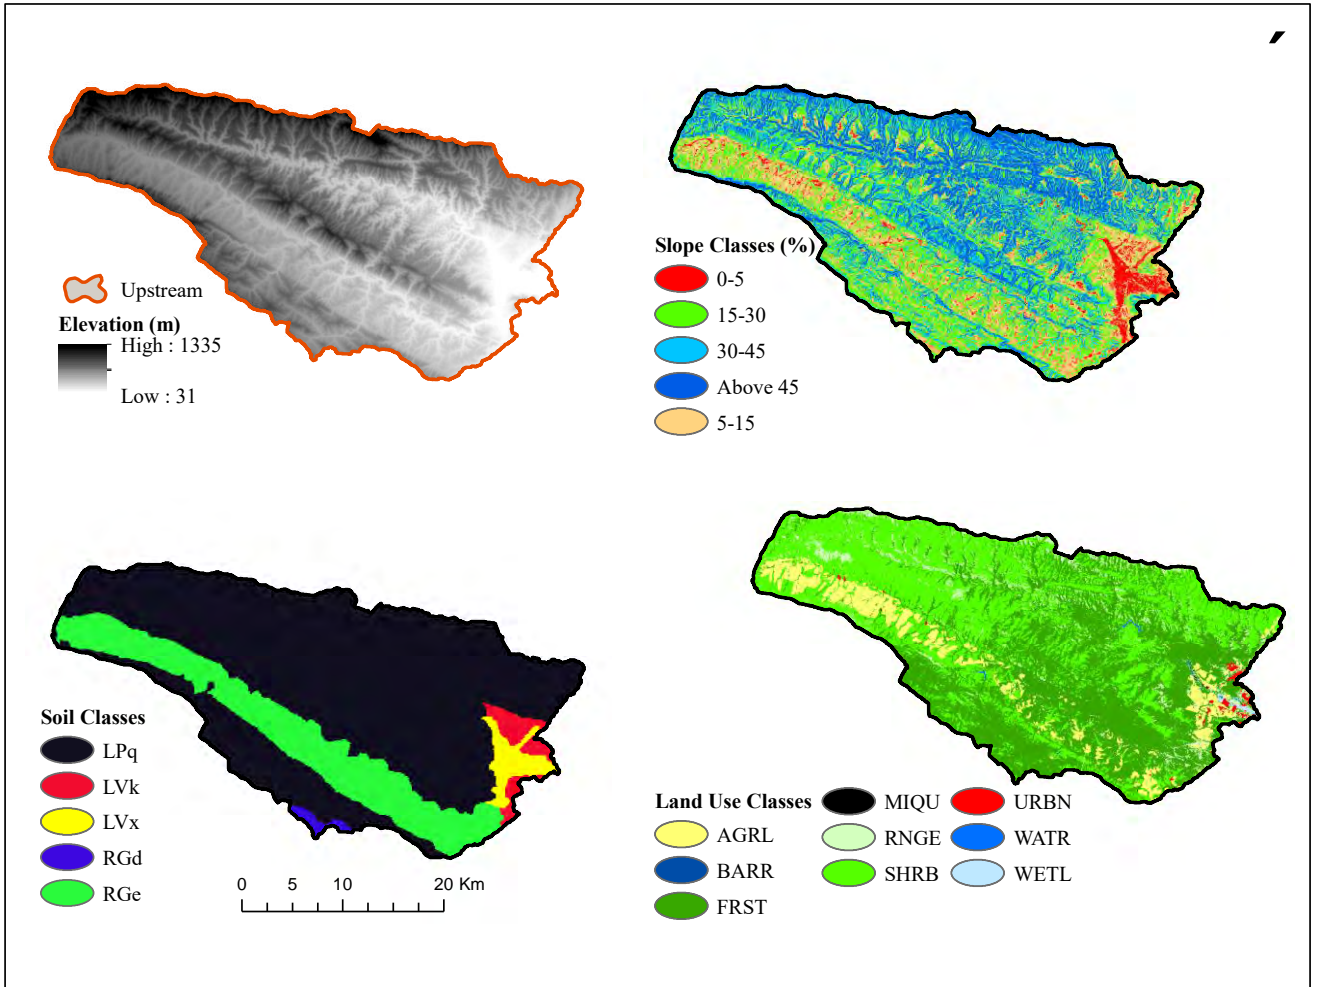 Upstream
Elevation (m)
High : 1335
Low : 31
Slope Classes (%)
0-5
15-30
30-45
Above 45
5-15
Soil Classes
LPq
LVk
LVx
RGd
RGe
0 5 10 20 Km
Land Use Classes
AGRL
BARR
FRST
MIQU
RNGE
SHRB
URBN
WATR
WETL